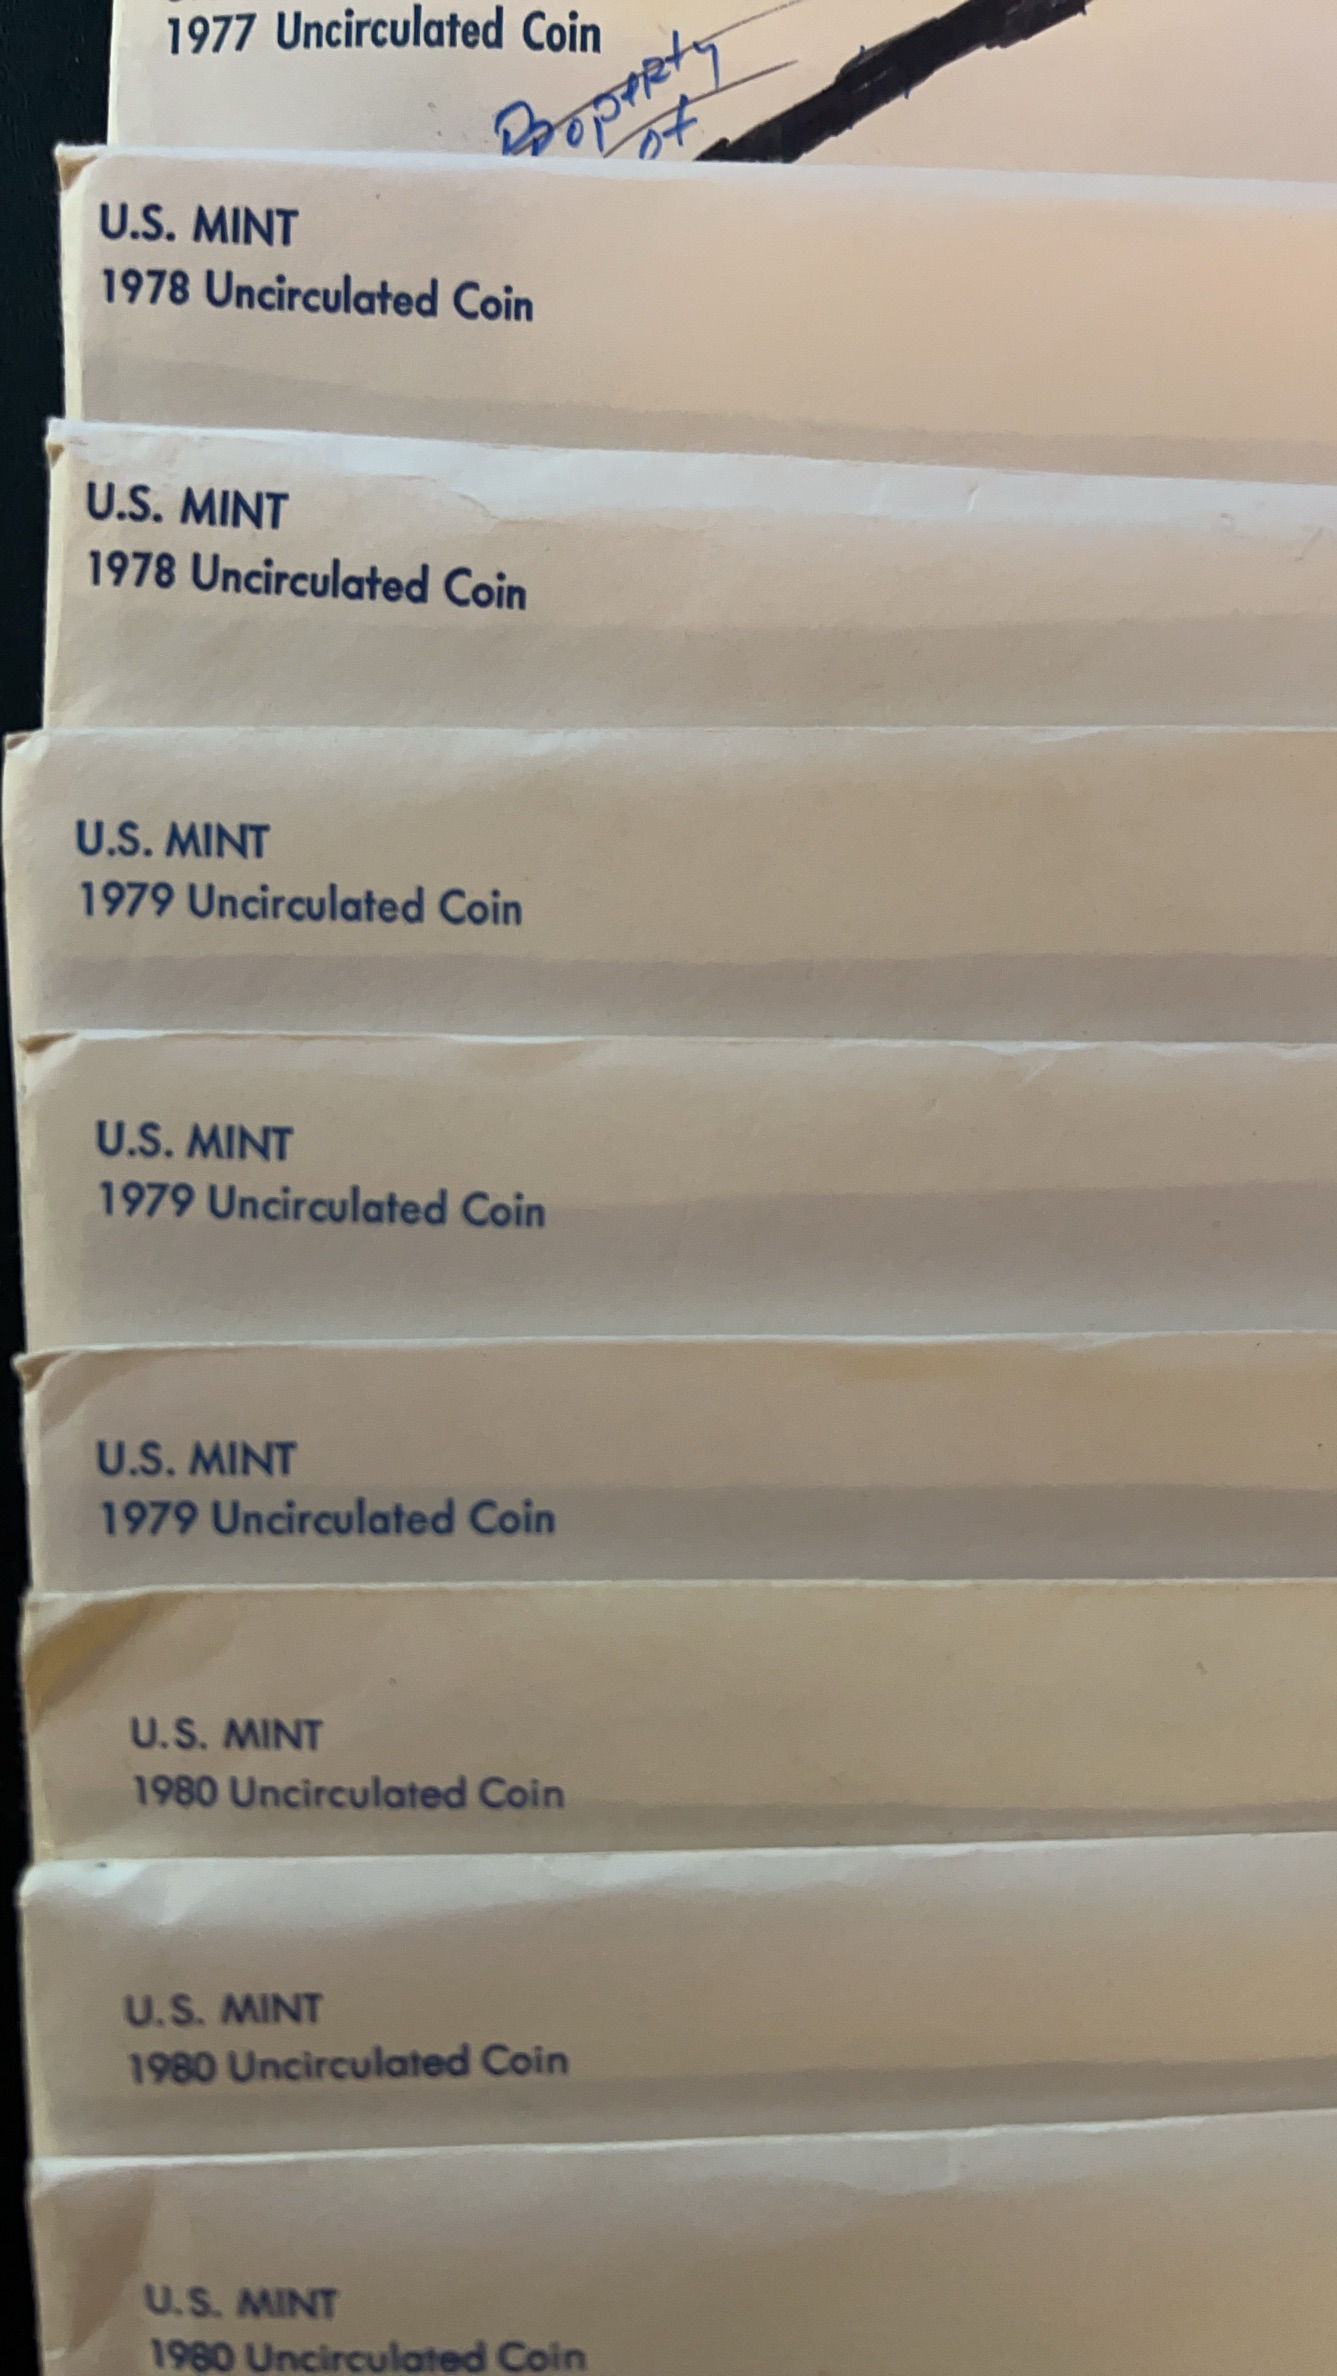 1977 Uncirculated Coin
Property
of
U.S. MINT
1978 Uncirculated Coin
U.S. MINT
1978 Uncirculated Coin
U.S. MINT
1979 Uncirculated Coin
U.S. MINT
1979 Uncirculated Coin
U.S. MINT
1979 Uncirculated Coin
U.S. MINT
1980 Uncirculated Coin
U.S. MINT
1980 Uncirculated Coin
U.S. MINT
1980 Uncirculated Coin